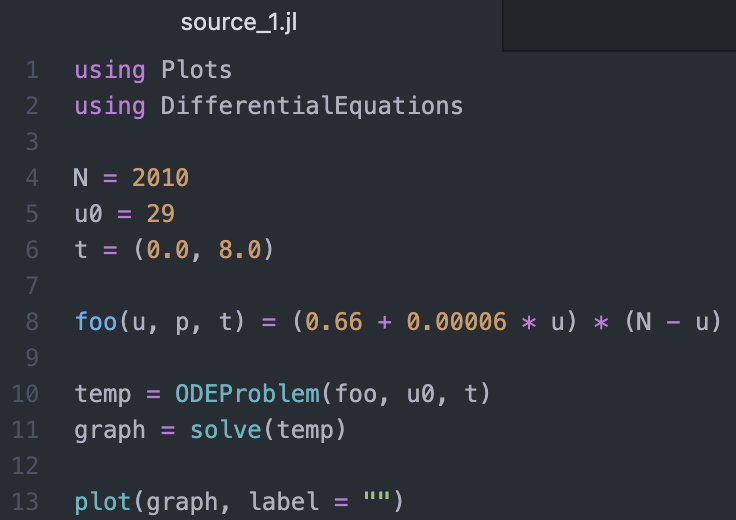 source_1.jl
1 using Plots
2 using DifferentialEquations
3
4 N = 2010
5 u0 = 29
6 t = (0.0, 8.0)
7
8 foo(u, p, t) = (0.66 + 0.00006 * u) * (N - u)
9
10 temp = ODEProblem(foo, u0, t)
11 graph = solve(temp)
12
13 plot(graph, label = "")